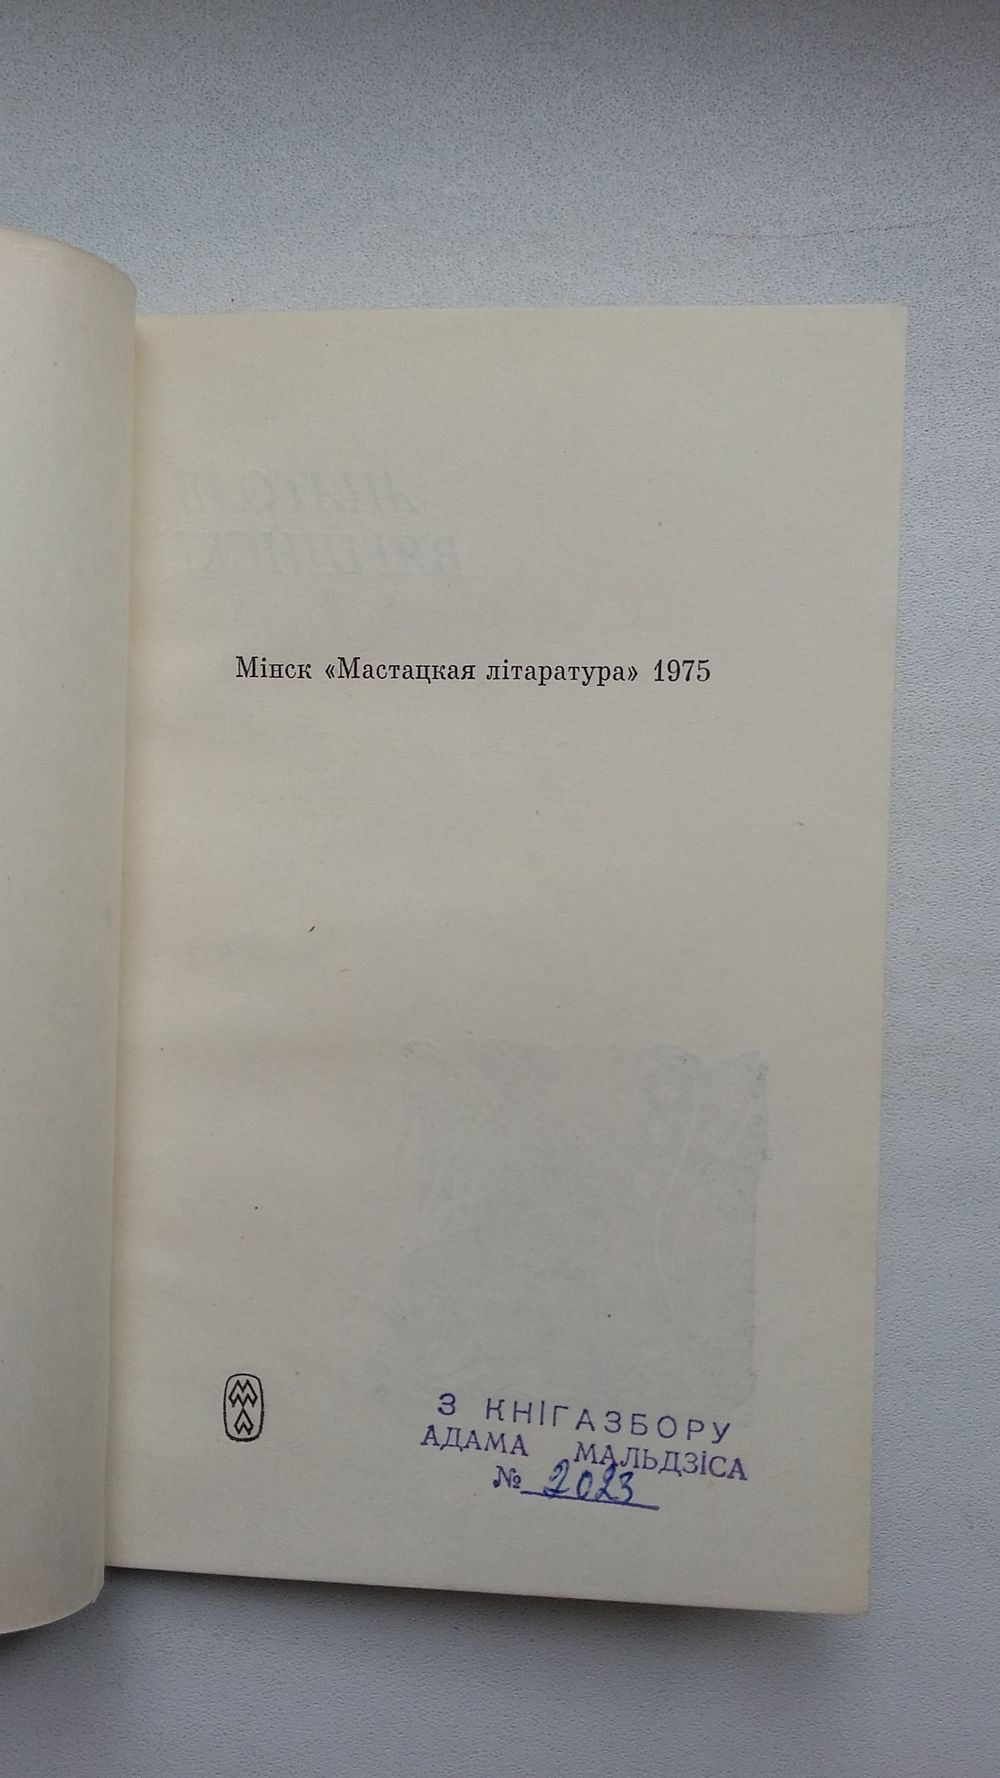 Мінск «Мастацкая літаратура» 1975
З КНІГАЗБОРУ
АДАМА МАЛЬДЗІСА
№ 2023